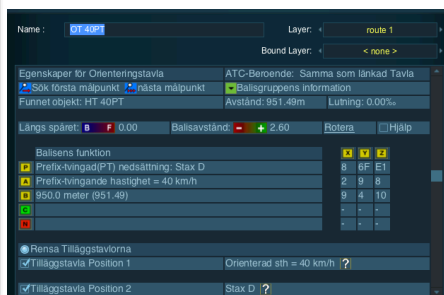 Name : OT 40PT Layer: route 1
Bound Layer: < none >
Egenskaper för Orienteringstavla ATC-Beroende: Samma som länkad Tavla
Sök första målpunkt nästa målpunkt Balisgruppens information
Funnet objekt: HT 40PT Avstånd: 951.49m Lutning: 0.00‰
Längs spåret: B F 0.00 Balisavstånd: - + 2.60 Rotera Hjälp
Balisens funktion X Y Z
P Prefix-tvingad(PT) nedsättning: Stax D 8 6F E1
A Prefix-tvingande hastighet = 40 km/h 2 9 8
B 950.0 meter (951.49) 9 4 10
C - - -
N - - -
Rensa Tilläggstavlorna
Tilläggstavla Position 1 Orienterad sth = 40 km/h ?
Tilläggstavla Position 2 Stax D ?